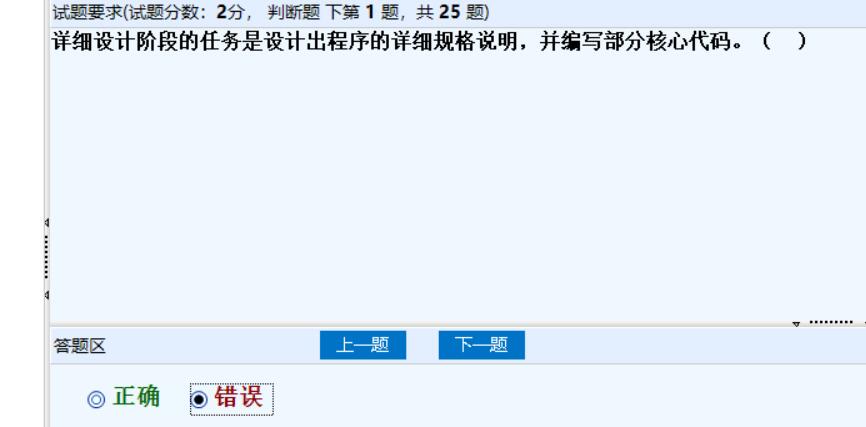 试题要求(试题分数：2分， 判断题 下第 1 题，共 25 题)
详细设计阶段的任务是设计出程序的详细规格说明，并编写部分核心代码。（ ）
答题区
上一题
下一题
正确
错误